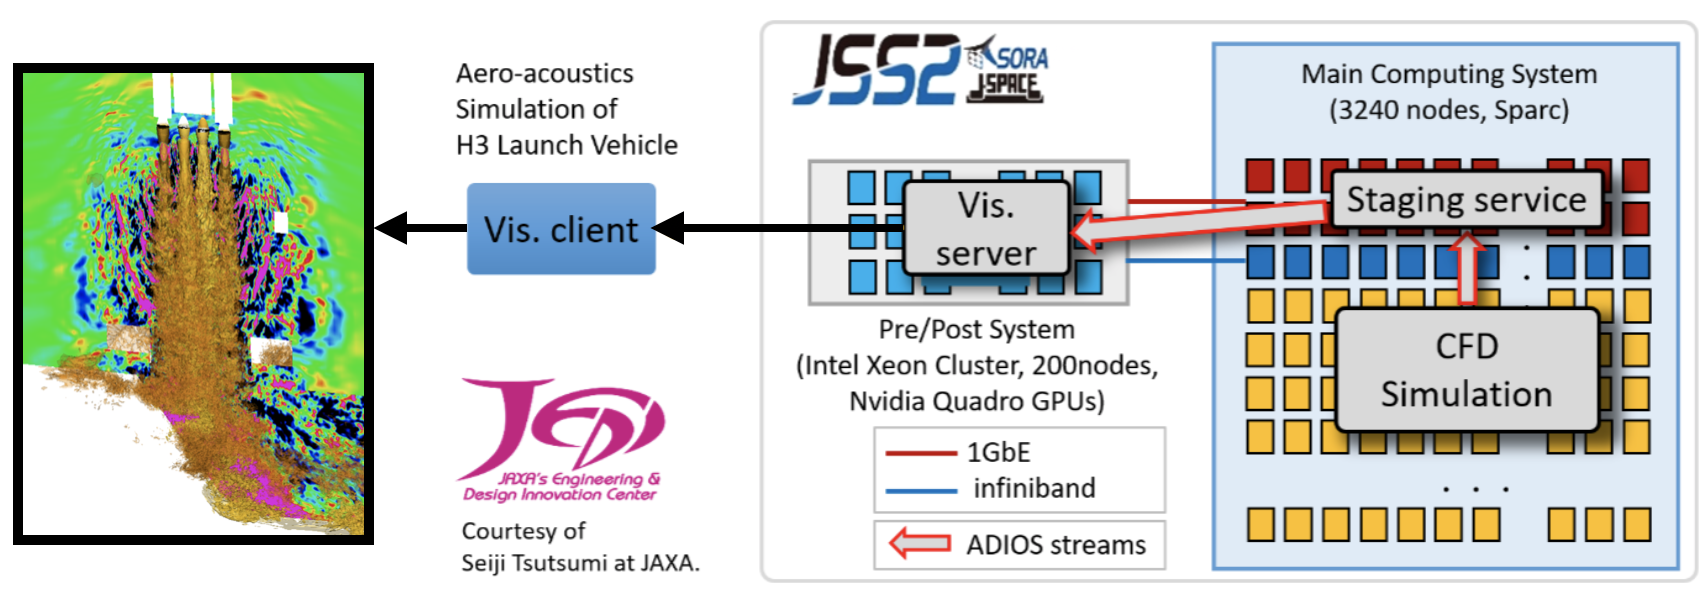 Aero-acoustics
Simulation of
H3 Launch Vehicle
Vis. client
JEDI
JAXA's Engineering &
Design Innovation Center
Courtesy of
Seiji Tsutsumi at JAXA.
JSS2
SORA
J-SPACE
Vis.
server
Pre/Post System
(Intel Xeon Cluster, 200nodes,
Nvidia Quadro GPUs)
1GbE
infiniband
ADIOS streams
Main Computing System
(3240 nodes, Sparc)
Staging service
CFD
Simulation